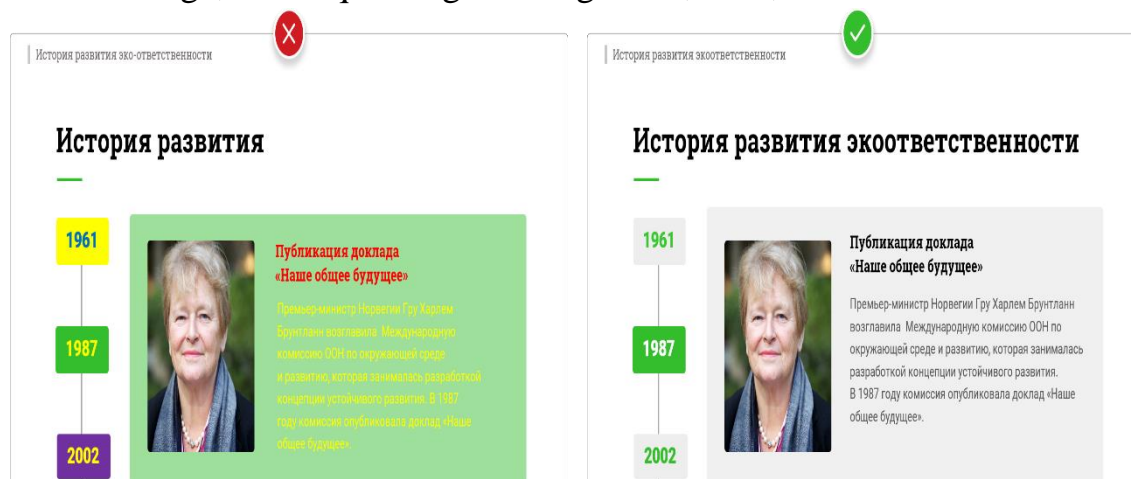 История развития эко-ответственности
История развития
1961
1987
2002
Публикация доклада
«Наше общее будущее»
Премьер-министр Норвегии Гру Харлем
Брунтланн возглавила Международную
комиссию ООН по окружающей среде
и развитию, которая занималась разработкой
концепции устойчивого развития. В 1987
году комиссия опубликовала доклад «Наше
общее будущее».
История развития экоответственности
История развития экоответственности
1961
1987
2002
Публикация доклада
«Наше общее будущее»
Премьер-министр Норвегии Гру Харлем Брунтланн
возглавила Международную комиссию ООН по
окружающей среде и развитию, которая занималась
разработкой концепции устойчивого развития.
В 1987 году комиссия опубликовала доклад «Наше
общее будущее».